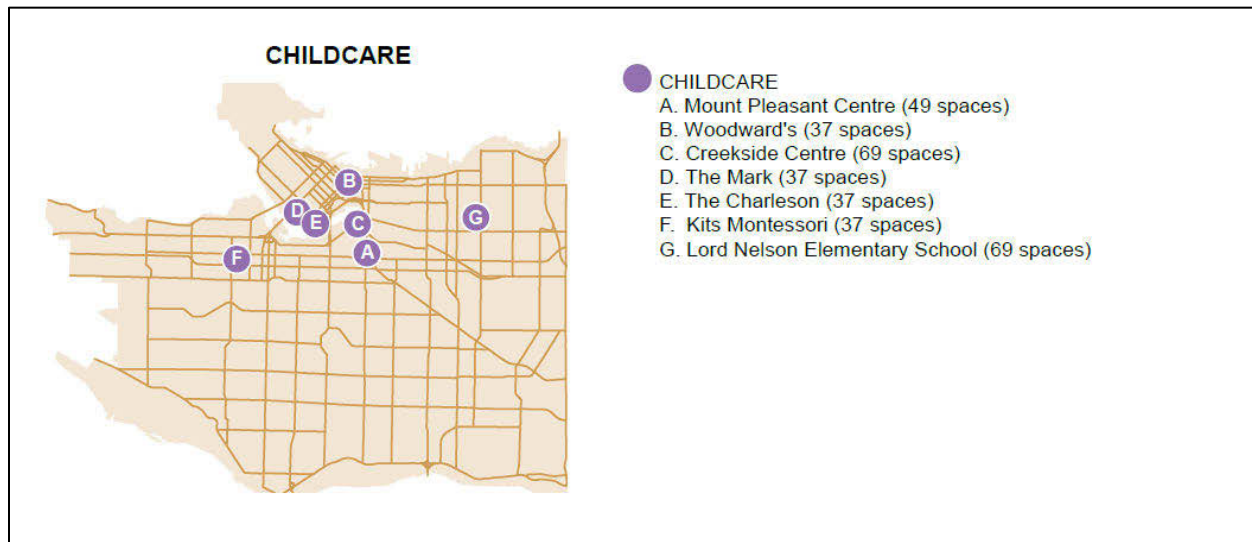 CHILDCARE
CHILDCARE
A. Mount Pleasant Centre (49 spaces)
B. Woodward's (37 spaces)
C. Creekside Centre (69 spaces)
D. The Mark (37 spaces)
E. The Charleson (37 spaces)
F. Kits Montessori (37 spaces)
G. Lord Nelson Elementary School (69 spaces)
B
D
E
C
G
F
A